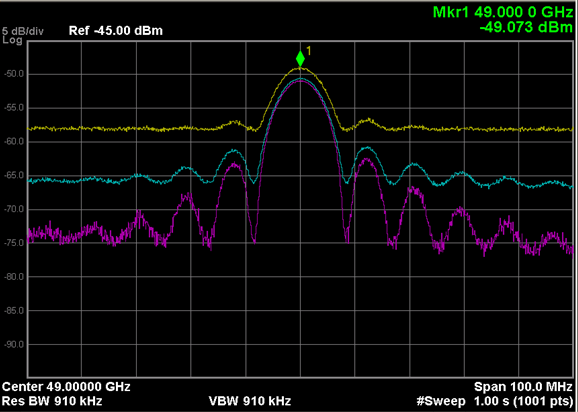 Mkr1 49.000 0 GHz
-49.073 dBm
5 dB/div Ref -45.00 dBm
Log
1
-50.0
-55.0
-60.0
-65.0
-70.0
-75.0
-80.0
-85.0
-90.0
Center 49.00000 GHz Span 100.0 MHz
Res BW 910 kHz VBW 910 kHz #Sweep 1.00 s (1001 pts)